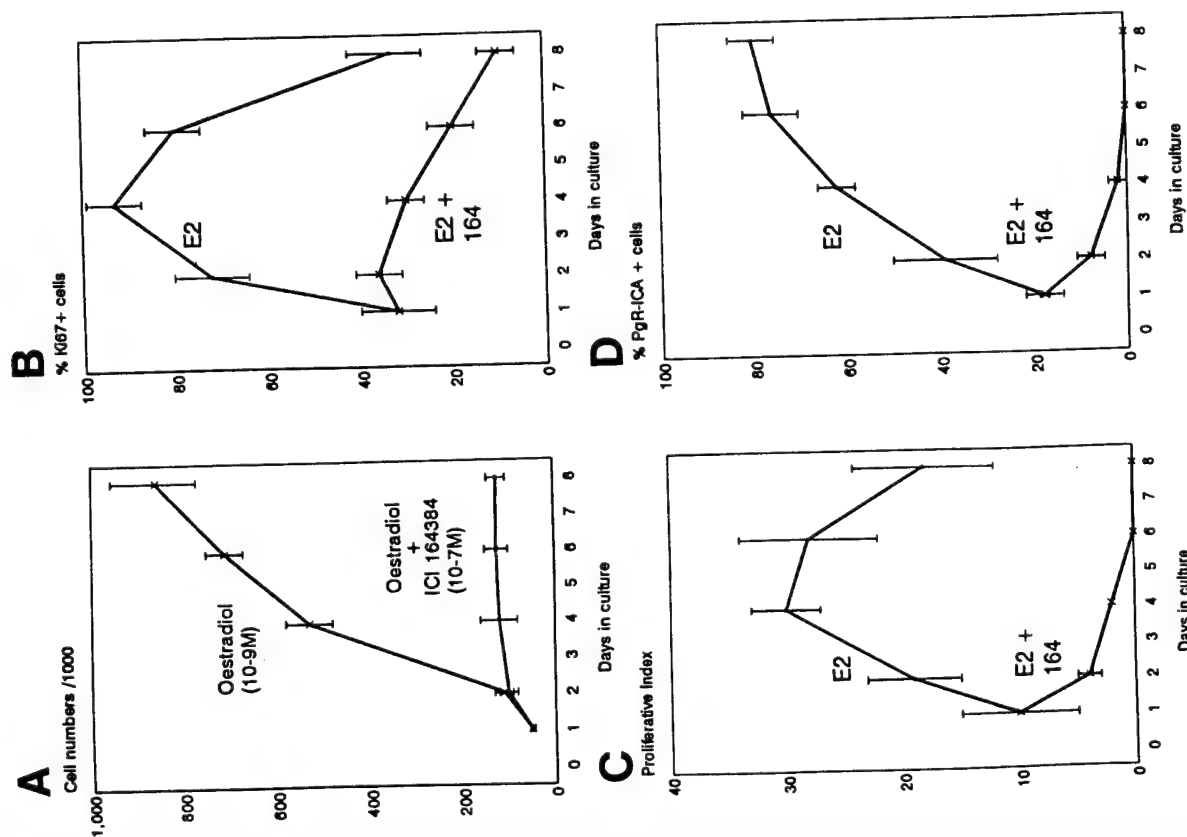 A
Cell numbers /1000
1,000
800
600
400
200
0
Oestradiol
(10-9M)
Oestradiol
+
ICI 164384
(10-7M)
0 1 2 3 4 5 6 7 8
Days in culture
B
% Ki67+ cells
100
80
60
40
20
0
E2
E2 +
164
0 1 2 3 4 5 6 7 8
Days in culture
C
Proliferative Index
40
30
20
10
0
E2
E2 +
164
0 1 2 3 4 5 6 7 8
Days in culture
D
% PgR-ICA + cells
100
80
60
40
20
0
E2
E2 +
164
0 1 2 3 4 5 6 7 8
Days in culture